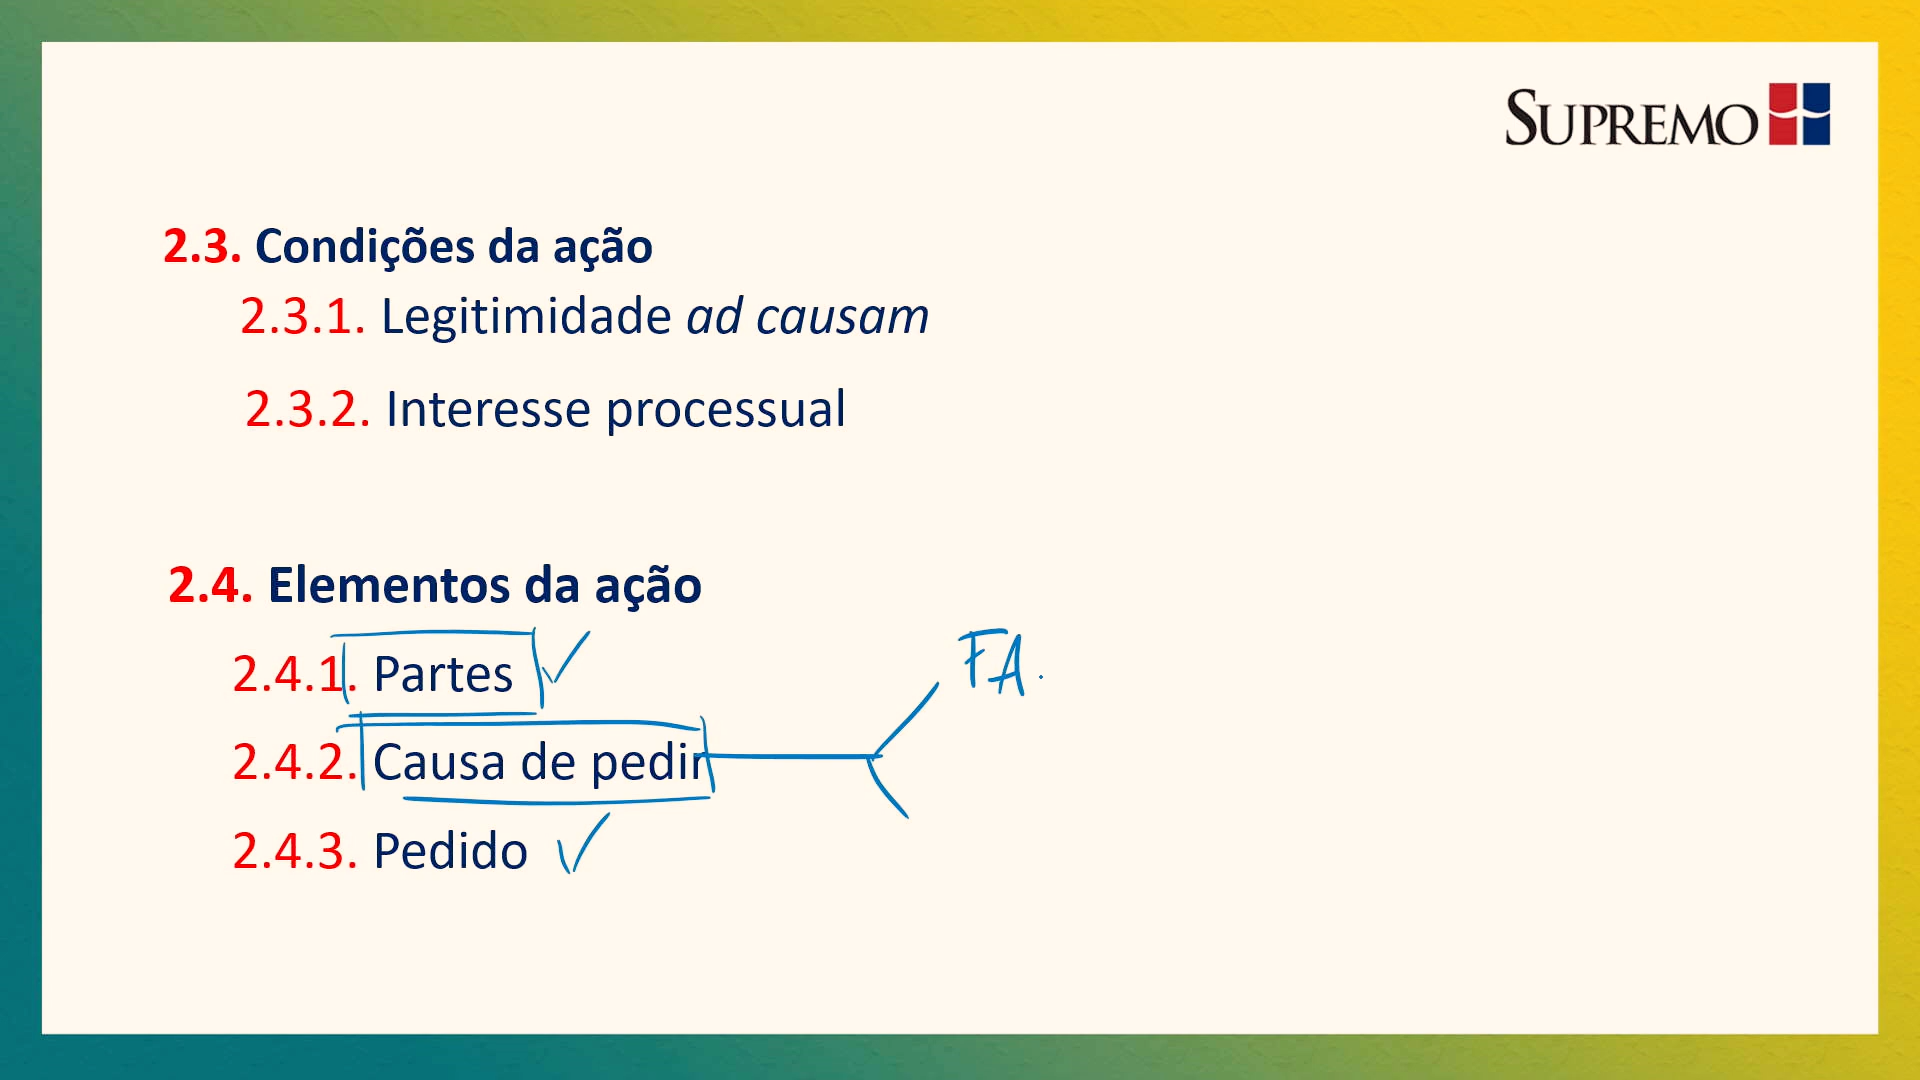 SUPREMO
2.3. Condições da ação
2.3.1. Legitimidade ad causam
2.3.2. Interesse processual
2.4. Elementos da ação
2.4.1. Partes
FA.
2.4.2. Causa de pedir
2.4.3. Pedido